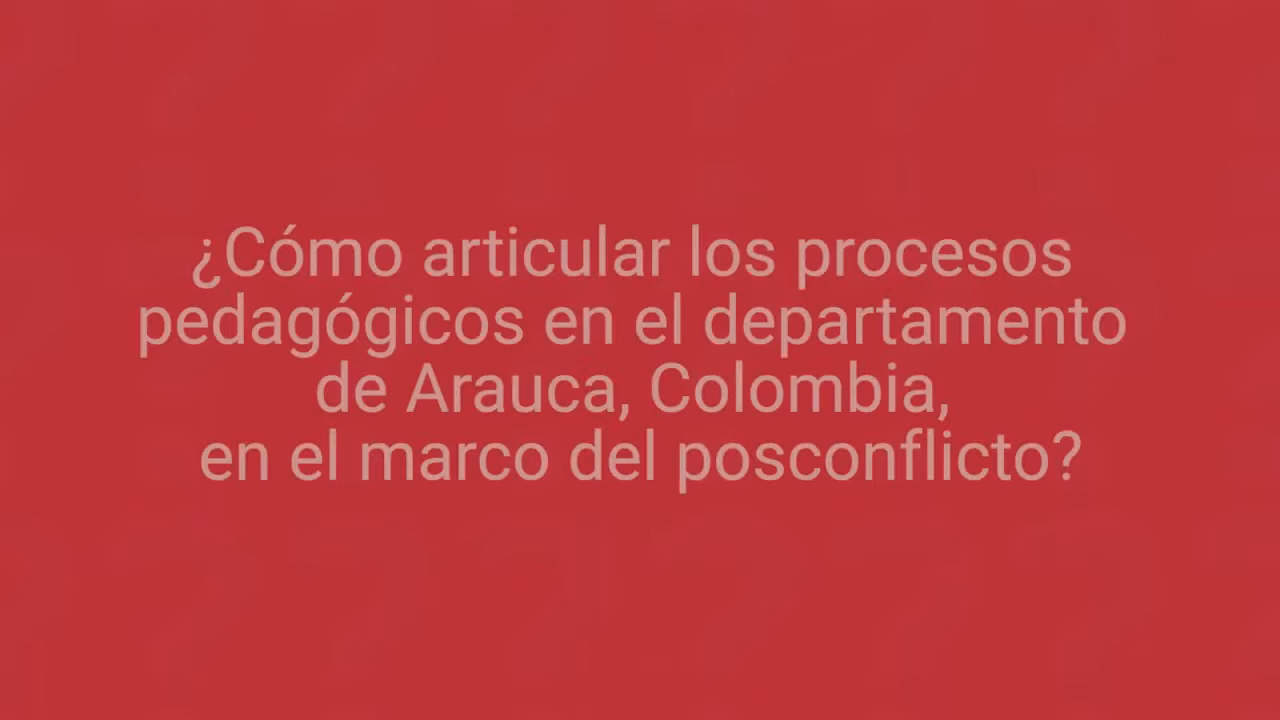 ¿Cómo articular los procesos
pedagógicos en el departamento
de Arauca, Colombia,
en el marco del posconflicto?